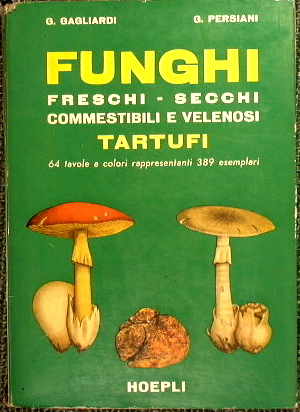 G. GAGLIARDI G. PERSIANI
FUNGHI
FRESCHI - SECCHI
COMMESTIBILI E VELENOSI
TARTUFI
64 tavole a colori rappresentanti 389 esemplari
HOEPLI